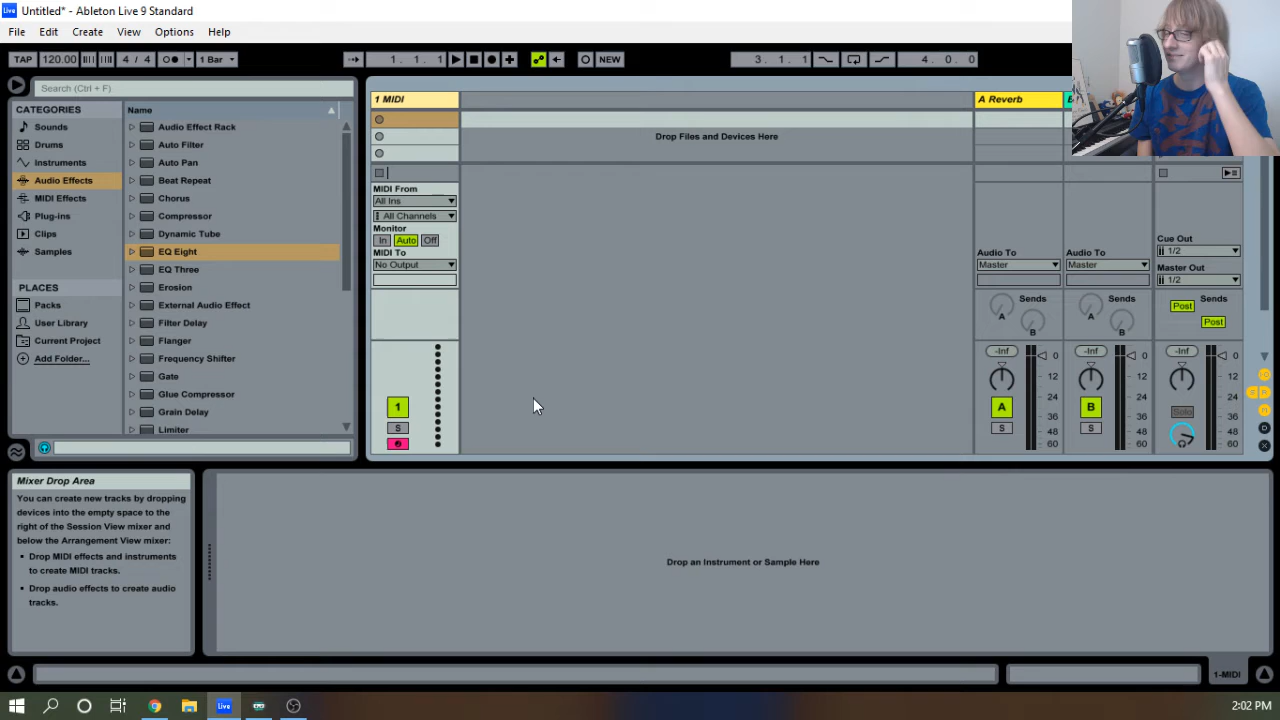 Live Untitled* - Ableton Live 9 Standard
File Edit Create View Options Help
TAP 120.00 4 / 4 1 Bar 1. 1. 1 NEW 3. 1. 1 4. 0. 0
Search (Ctrl + F)
CATEGORIES
Sounds
Drums
Instruments
Audio Effects
MIDI Effects
Plug-ins
Clips
Samples
PLACES
Packs
User Library
Current Project
Add Folder...
Name
Audio Effect Rack
Auto Filter
Auto Pan
Beat Repeat
Chorus
Compressor
Dynamic Tube
EQ Eight
EQ Three
Erosion
External Audio Effect
Filter Delay
Flanger
Frequency Shifter
Gate
Glue Compressor
Grain Delay
Limiter
1 MIDI
MIDI From
All Ins
All Channels
Monitor
In Auto Off
MIDI To
No Output
1
S
Drop Files and Devices Here
A Reverb
Audio To
Master
Sends
A
B
-Inf
0
12
24
36
48
60
A
S
Audio To
Master
Sends
A
B
-Inf
0
12
24
36
48
60
B
S
Cue Out
1/2
Master Out
1/2
Sends
Post
Post
-Inf
0
12
24
36
48
60
Solo
Mixer Drop Area
You can create new tracks by dropping
devices into the empty space to the
right of the Session View mixer and
below the Arrangement View mixer:
Drop MIDI effects and instruments
to create MIDI tracks.
Drop audio effects to create audio
tracks.
Drop an Instrument or Sample Here
1-MIDI
Live
2:02 PM